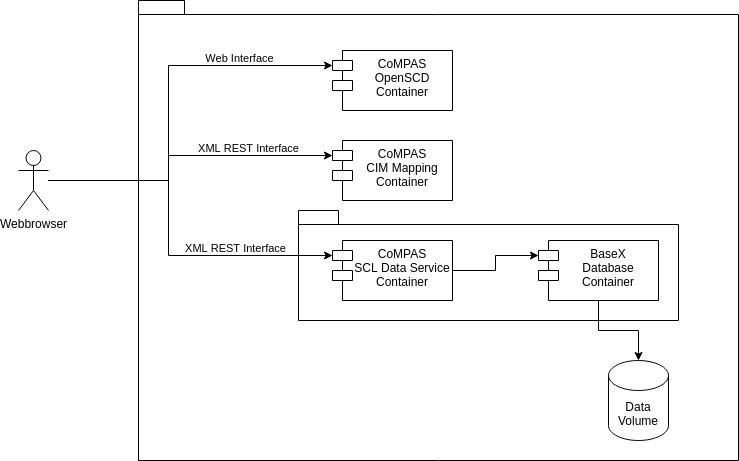 Web Interface
CoMPAS
OpenSCD
Container
XML REST Interface
CoMPAS
CIM Mapping
Container
Webbrowser
XML REST Interface
CoMPAS
SCL Data Service
Container
BaseX
Database
Container
Data
Volume